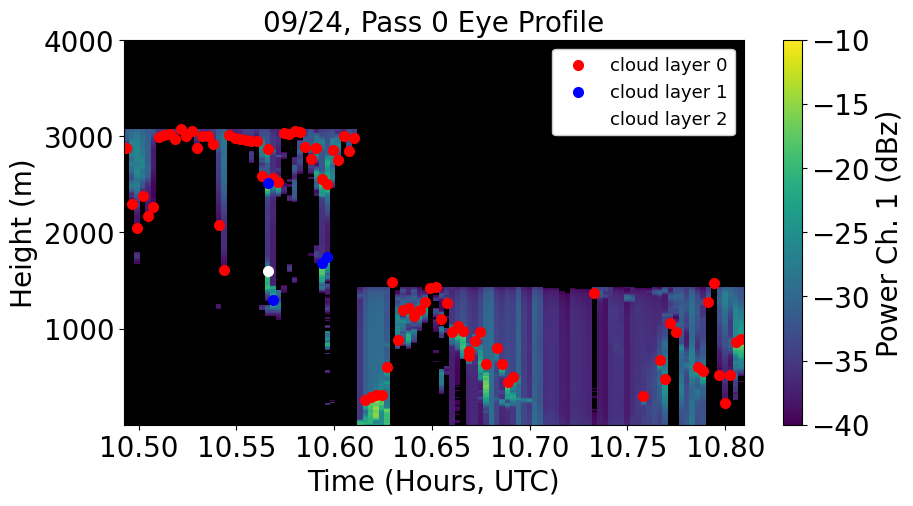 09/24, Pass 0 Eye Profile
4000
3000
2000
1000
Height (m)
cloud layer 0
cloud layer 1
cloud layer 2
10.50 10.55 10.60 10.65 10.70 10.75 10.80
Time (Hours, UTC)
−10
−15
−20
−25
−30
−35
−40
Power Ch. 1 (dBz)